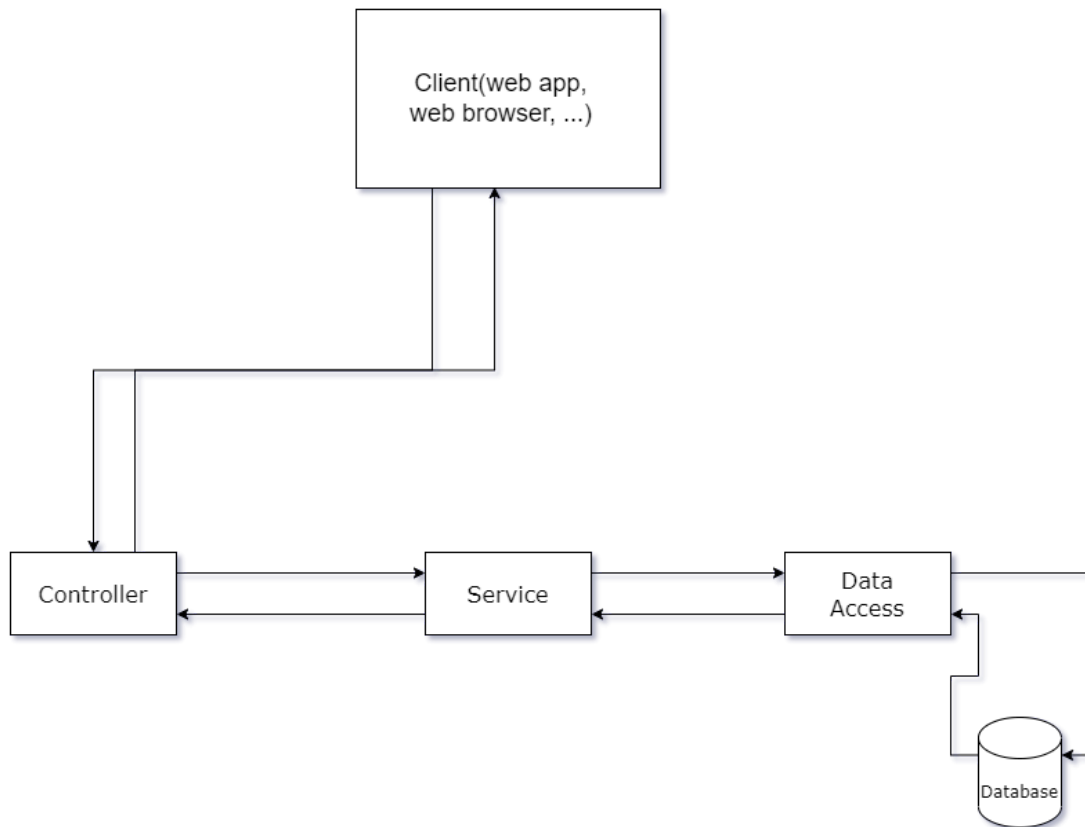 Client(web app,
web browser, ...)
Controller
Service
Data
Access
Database